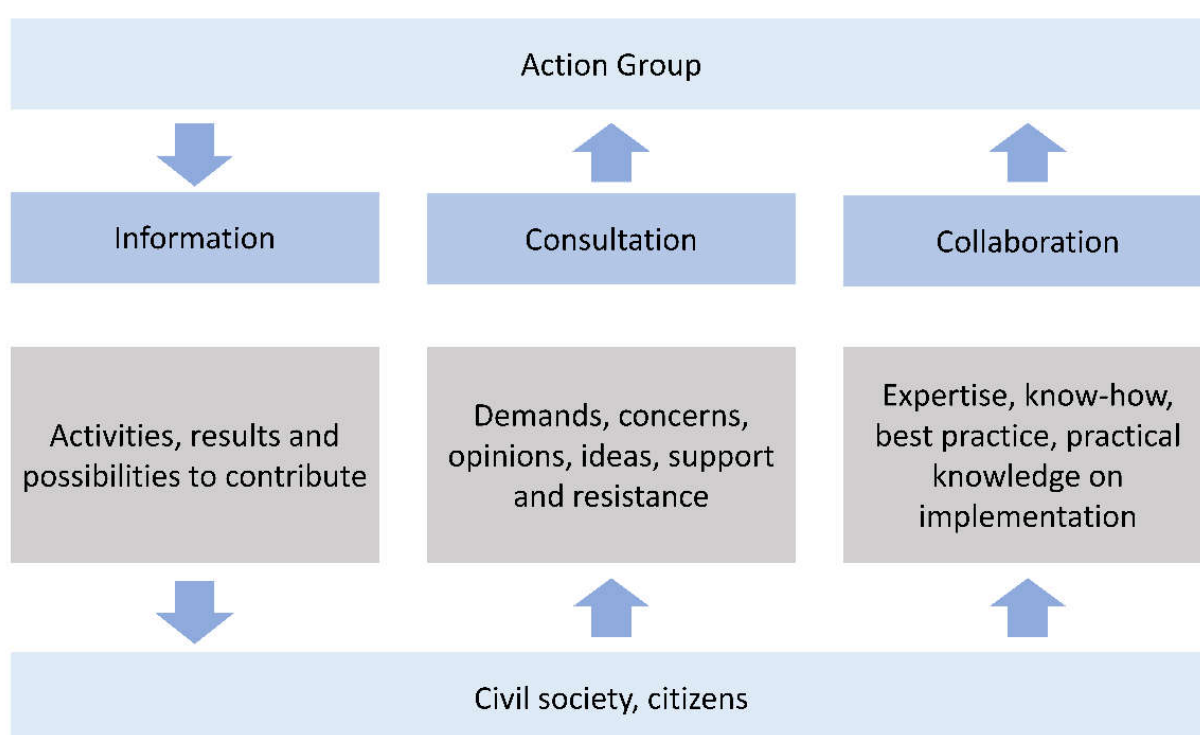 Action Group
Information
Consultation
Collaboration
Activities, results and
possibilities to contribute
Demands, concerns,
opinions, ideas, support
and resistance
Expertise, know-how,
best practice, practical
knowledge on
implementation
Civil society, citizens